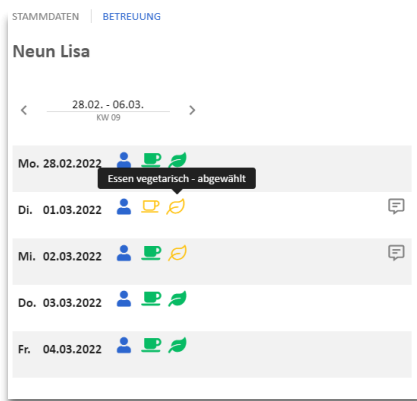 STAMMDATEN BETREUUNG
Neun Lisa
28.02. - 06.03.
KW 09
Mo. 28.02.2022
Essen vegetarisch - abgewählt
Di. 01.03.2022
Mi. 02.03.2022
Do. 03.03.2022
Fr. 04.03.2022